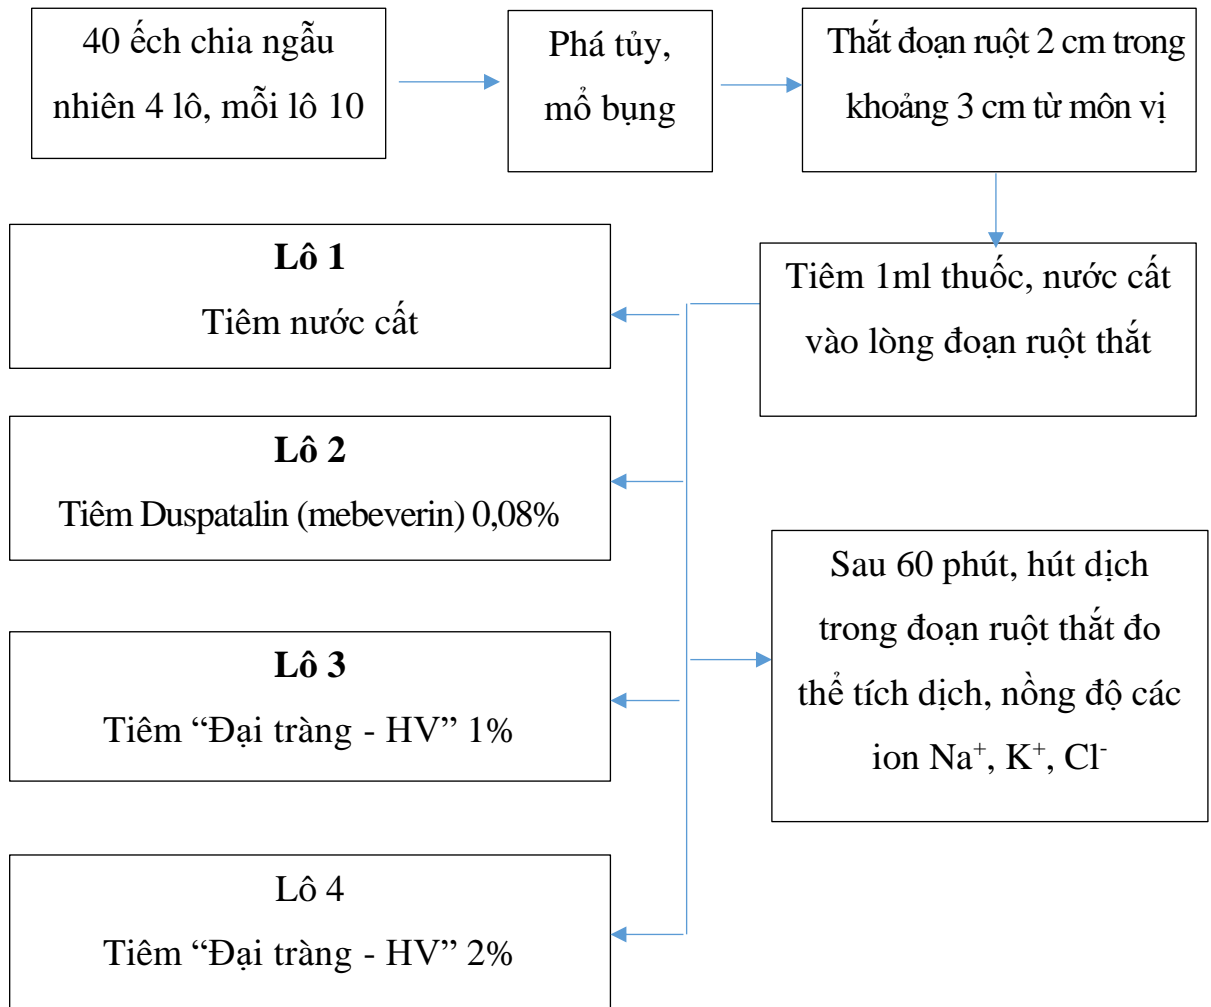 40 ếch chia ngẫu
nhiên 4 lô, mỗi lô 10
Phá tủy,
mổ bụng
Thắt đoạn ruột 2 cm trong
khoảng 3 cm từ môn vị
Tiêm 1ml thuốc, nước cất
vào lòng đoạn ruột thắt
Lô 1
Tiêm nước cất
Lô 2
Tiêm Duspatalin (mebeverin) 0,08%
Lô 3
Tiêm “Đại tràng - HV” 1%
Lô 4
Tiêm “Đại tràng - HV” 2%
Sau 60 phút, hút dịch
trong đoạn ruột thắt đo
thể tích dịch, nồng độ các
ion Na⁺, K⁺, Cl⁻